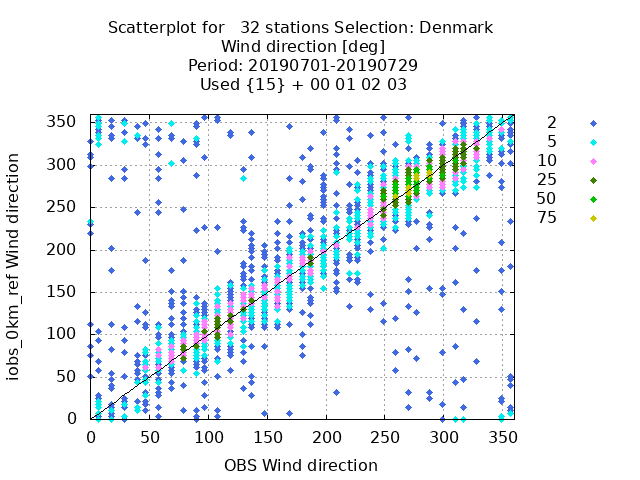 Scatterplot for   32 stations Selection: Denmark
Wind direction [deg]
Period: 20190701-20190729
Used {15} + 00 01 02 03
iobs_0km_ref Wind direction
350
300
250
200
150
100
50
0
0 50 100 150 200 250 300 350
OBS Wind direction
2
5
10
25
50
75